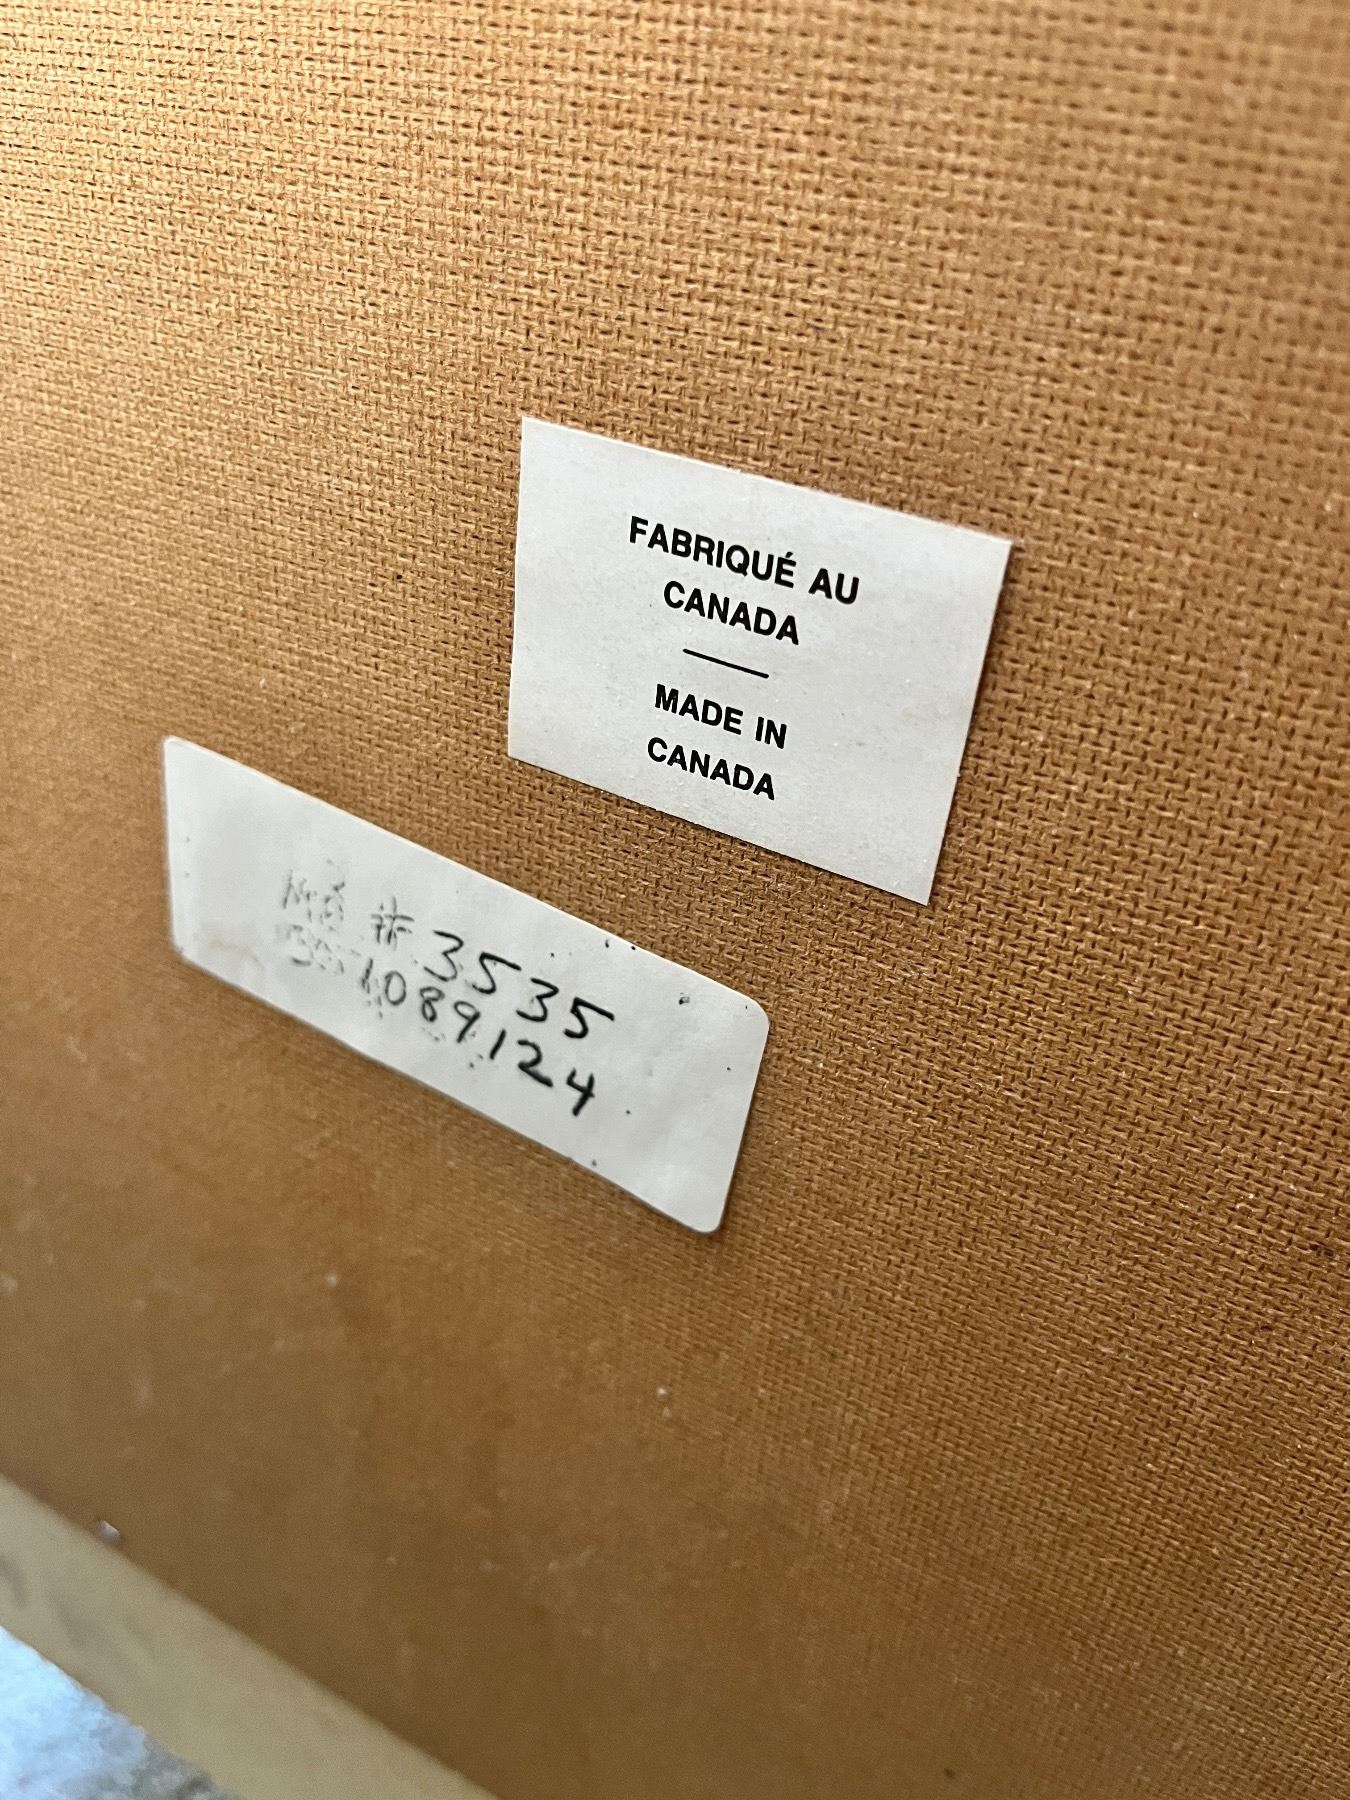 FABRIQUÉ AU
CANADA
MADE IN
CANADA
# 3535
1089124